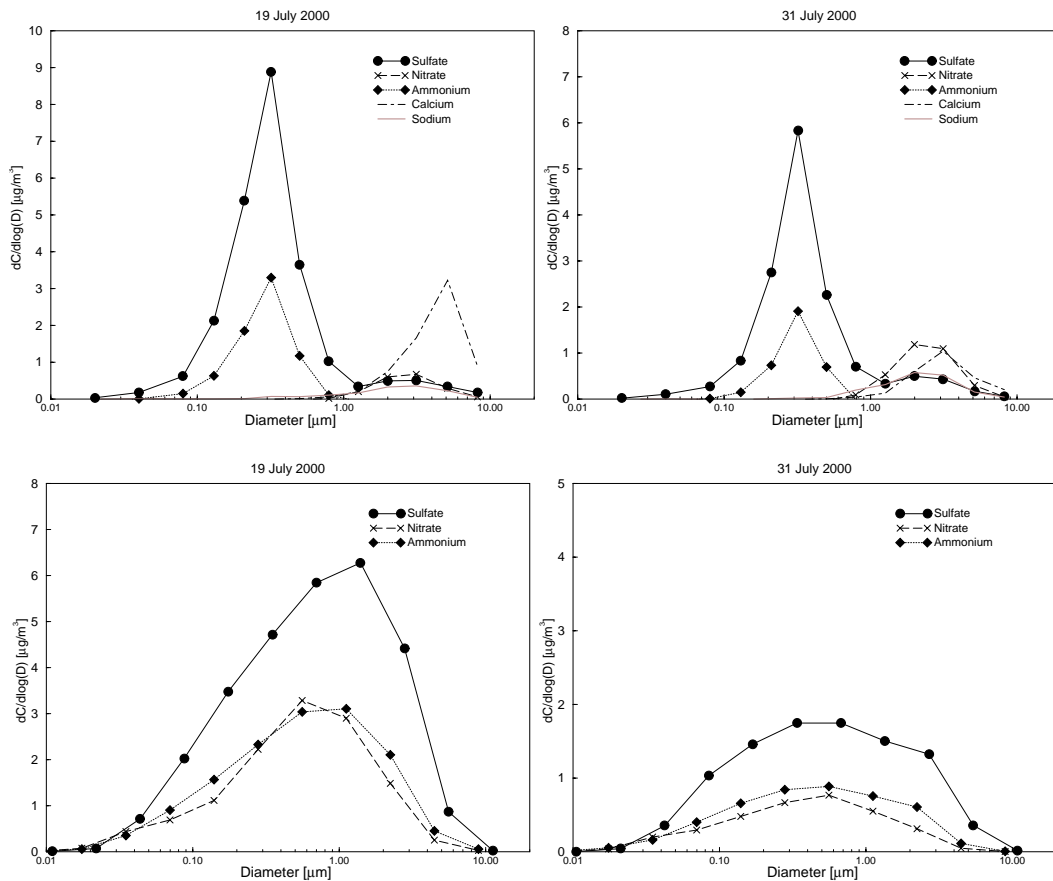 19 July 2000
10
9
8
7
6
5
4
3
2
1
0
dC/dlog(D) [μg/m³]
Sulfate
Nitrate
Ammonium
Calcium
Sodium
0.01 0.10 1.00 10.00
Diameter [μm]
31 July 2000
8
7
6
5
4
3
2
1
0
dC/dlog(D) [μg/m³]
Sulfate
Nitrate
Ammonium
Calcium
Sodium
0.01 0.10 1.00 10.00
Diameter [μm]
19 July 2000
8
7
6
5
4
3
2
1
0
dC/dlog(D) [μg/m³]
Sulfate
Nitrate
Ammonium
0.01 0.10 1.00 10.00
Diameter [μm]
31 July 2000
5
4
3
2
1
0
dC/dlog(D) [μg/m³]
Sulfate
Nitrate
Ammonium
0.01 0.10 1.00 10.00
Diameter [μm]